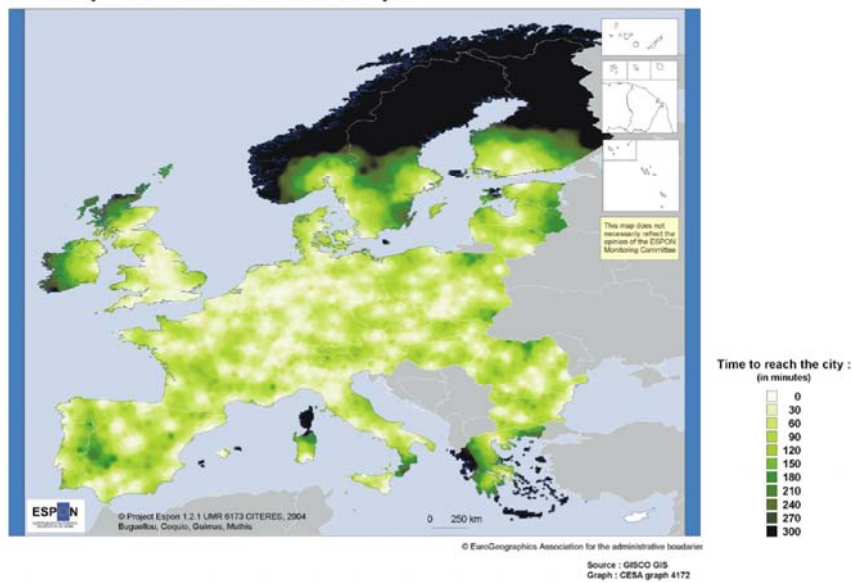 This map does not
necessarily reflect the
opinion of the ESPON
Monitoring Committee
Time to reach the city :
(in minutes)
0
30
60
90
120
150
180
210
240
270
300
ESPON
© Project Espon 1.2.1 UMR 6173 CITERES, 2004
Buguellou, Coquio, Guimas, Mathis
0 250 km
© EuroGeographics Association for the administrative boundaries
Source : GISCO GIS
Graph : CESA graph 4172